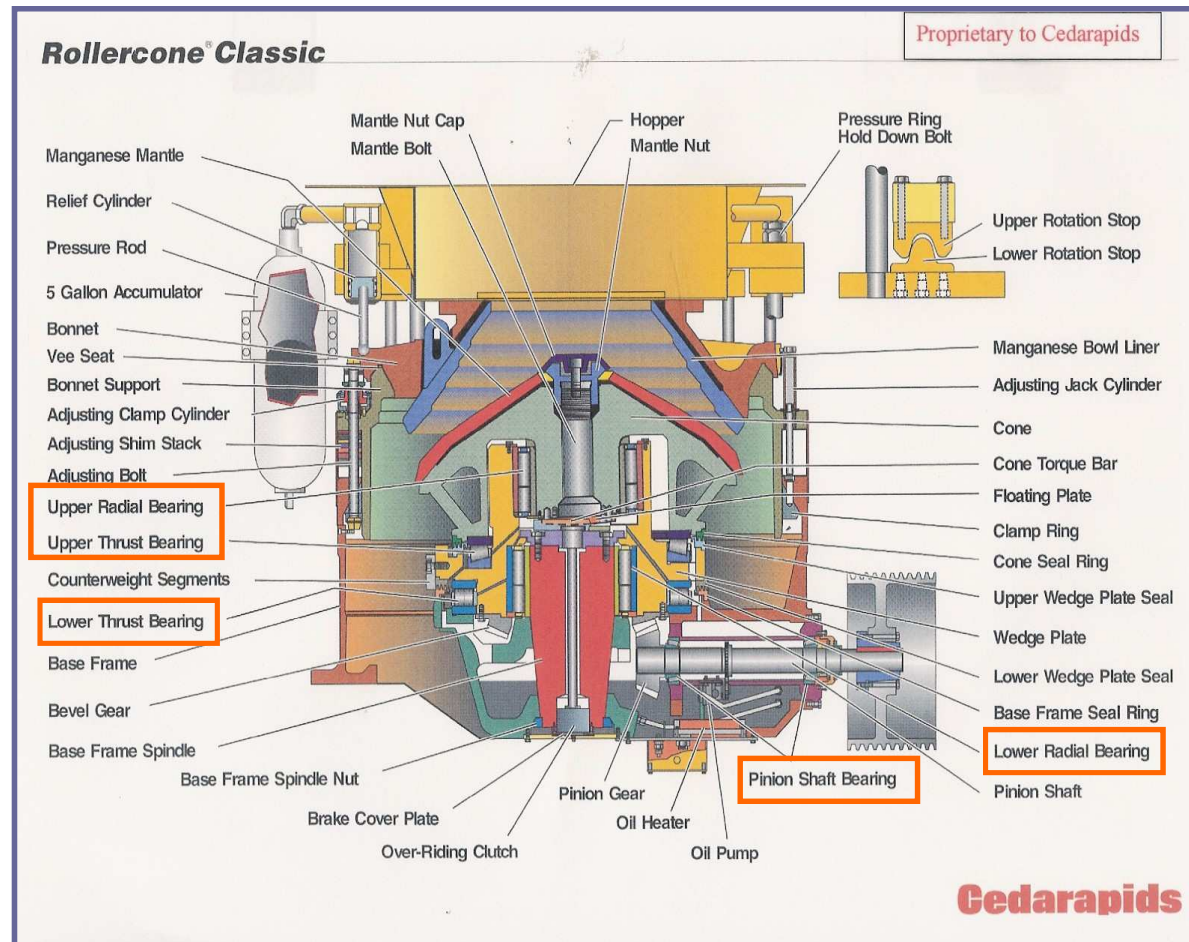 Rollercone® Classic
Proprietary to Cedarapids
Mantle Nut Cap
Mantle Bolt
Hopper
Mantle Nut
Pressure Ring
Hold Down Bolt
Manganese Mantle
Relief Cylinder
Pressure Rod
5 Gallon Accumulator
Bonnet
Vee Seat
Bonnet Support
Adjusting Clamp Cylinder
Adjusting Shim Stack
Adjusting Bolt
Upper Radial Bearing
Upper Thrust Bearing
Counterweight Segments
Lower Thrust Bearing
Base Frame
Bevel Gear
Base Frame Spindle
Base Frame Spindle Nut
Brake Cover Plate
Over-Riding Clutch
Pinion Gear
Oil Heater
Oil Pump
Pinion Shaft Bearing
Upper Rotation Stop
Lower Rotation Stop
Manganese Bowl Liner
Adjusting Jack Cylinder
Cone
Cone Torque Bar
Floating Plate
Clamp Ring
Cone Seal Ring
Upper Wedge Plate Seal
Wedge Plate
Lower Wedge Plate Seal
Base Frame Seal Ring
Lower Radial Bearing
Pinion Shaft
Cedarapids